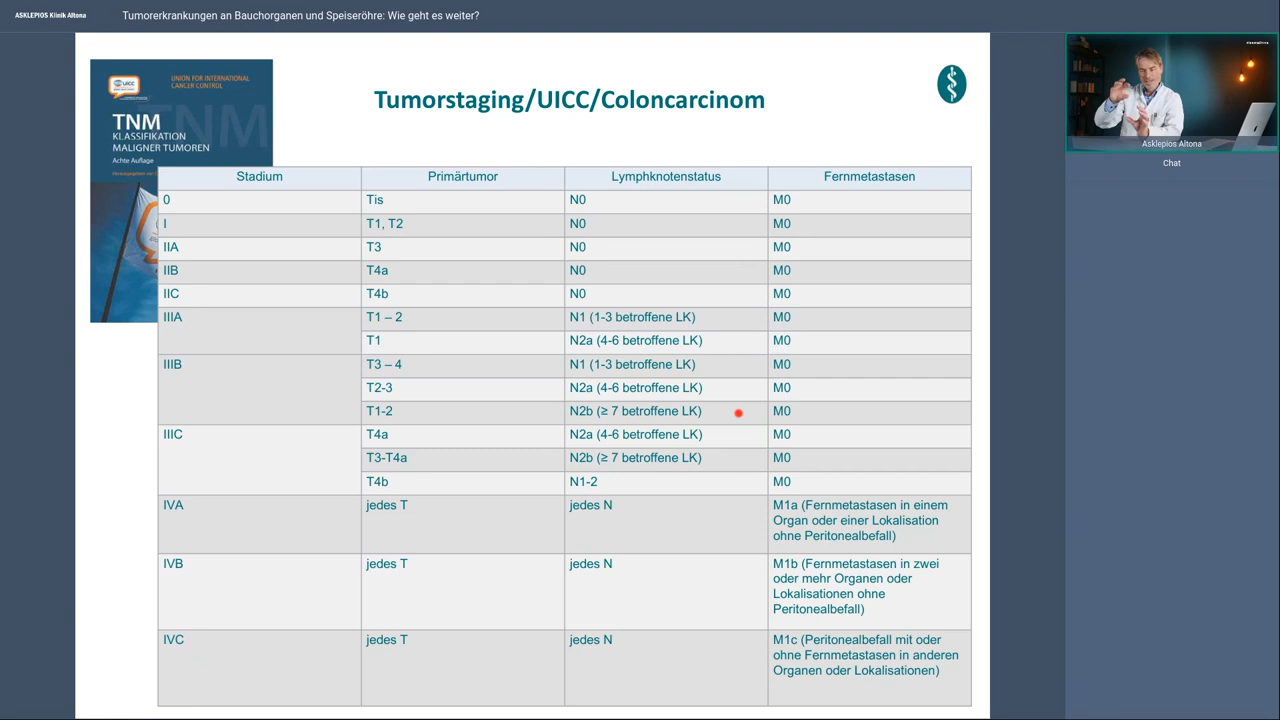 ASKLEPIOS Klinik Altona
Tumorerkrankungen an Bauchorganen und Speiseröhre: Wie geht es weiter?
uicc
UNION FOR INTERNATIONAL
CANCER CONTROL
TNM
KLASSIFIKATION
MALIGNER TUMOREN
Achte Auflage
Tumorstaging/UICC/Coloncarcinom
Asklepios Altona
Chat
Stadium Primärtumor Lymphknotenstatus Fernmetastasen
0 Tis N0 M0
I T1, T2 N0 M0
IIA T3 N0 M0
IIB T4a N0 M0
IIC T4b N0 M0
IIIA T1 – 2 N1 (1-3 betroffene LK) M0
T1 N2a (4-6 betroffene LK) M0
IIIB T3 – 4 N1 (1-3 betroffene LK) M0
T2-3 N2a (4-6 betroffene LK) M0
T1-2 N2b (≥ 7 betroffene LK) M0
IIIC T4a N2a (4-6 betroffene LK) M0
T3-T4a N2b (≥ 7 betroffene LK) M0
T4b N1-2 M0
IVA jedes T jedes N M1a (Fernmetastasen in einem
Organ oder einer Lokalisation
ohne Peritonealbefall)
IVB jedes T jedes N M1b (Fernmetastasen in zwei
oder mehr Organen oder
Lokalisationen ohne
Peritonealbefall)
IVC jedes T jedes N M1c (Peritonealbefall mit oder
ohne Fernmetastasen in anderen
Organen oder Lokalisationen)